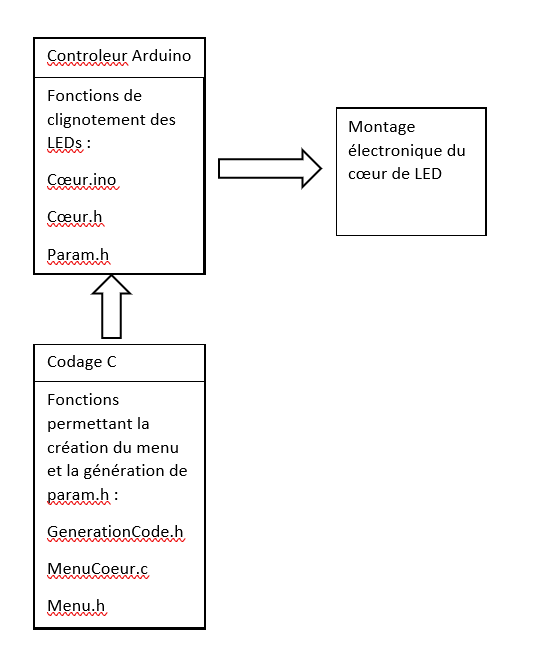 Controleur Arduino
Fonctions de
clignotement des
LEDs :
Cœur.ino
Cœur.h
Param.h
Montage
électronique du
cœur de LED
Codage C
Fonctions
permettant la
création du menu
et la génération de
param.h :
GenerationCode.h
MenuCoeur.c
Menu.h